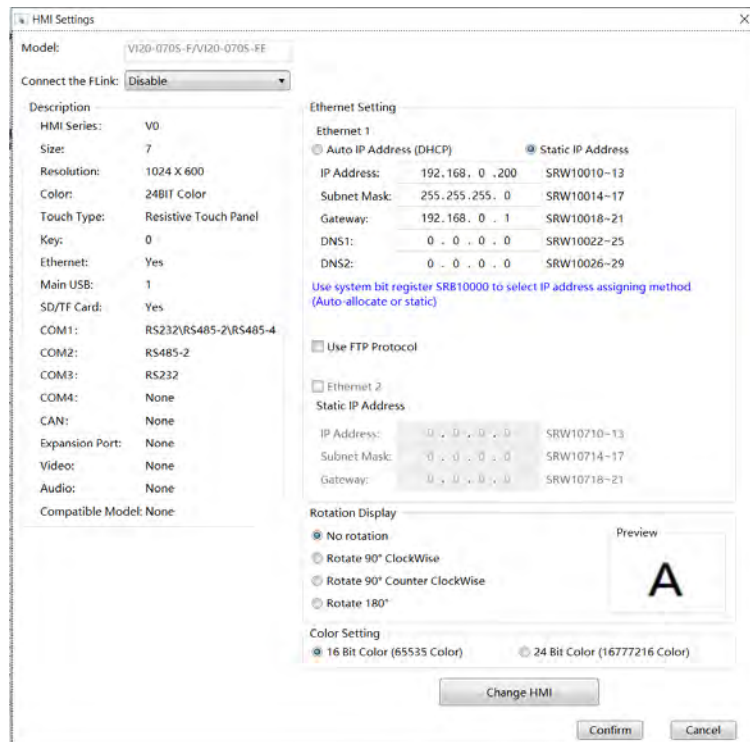 HMI Settings
Model: VI20-070S-F/VI20-070S-FE
Connect the FLink: Disable
Description
HMI Series: V0
Size: 7
Resolution: 1024 X 600
Color: 24BIT Color
Touch Type: Resistive Touch Panel
Key: 0
Ethernet: Yes
Main USB: 1
SD/TF Card: Yes
COM1: RS232\RS485-2\RS485-4
COM2: RS485-2
COM3: RS232
COM4: None
CAN: None
Expansion Port: None
Video: None
Audio: None
Compatible Model: None
Ethernet Setting
Ethernet 1
Auto IP Address (DHCP) Static IP Address
IP Address: 192.168. 0 .200 SRW10010~13
Subnet Mask: 255.255.255. 0 SRW10014~17
Gateway: 192.168. 0 . 1 SRW10018~21
DNS1: 0 . 0 . 0 . 0 SRW10022~25
DNS2: 0 . 0 . 0 . 0 SRW10026~29
Use system bit register SRB10000 to select IP address assigning method
(Auto-allocate or static)
Use FTP Protocol
Ethernet 2
Static IP Address
IP Address: 0 . 0 . 0 . 0 SRW10710~13
Subnet Mask: 0 . 0 . 0 . 0 SRW10714~17
Gateway: 0 . 0 . 0 . 0 SRW10718~21
Rotation Display
No rotation
Rotate 90° ClockWise
Rotate 90° Counter ClockWise
Rotate 180°
Preview
A
Color Setting
16 Bit Color (65535 Color) 24 Bit Color (16777216 Color)
Change HMI
Confirm Cancel